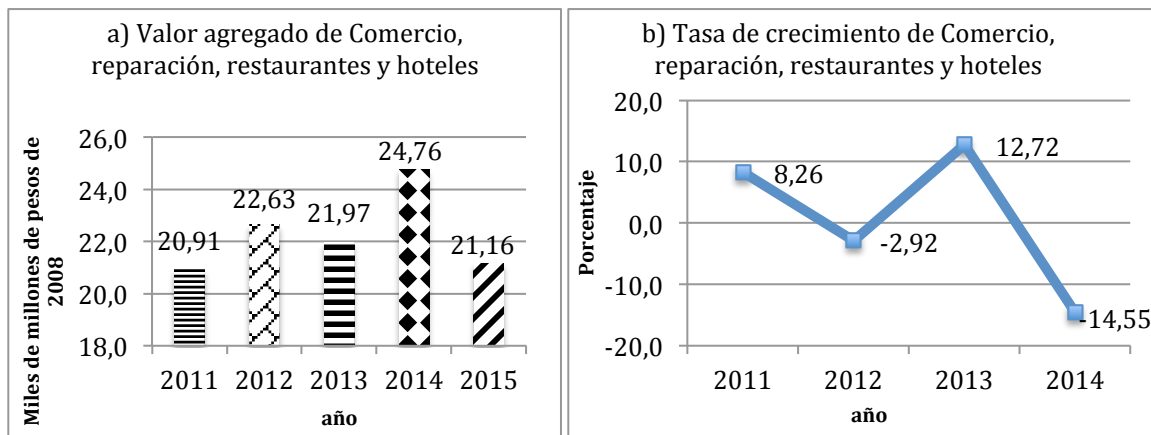 a) Valor agregado de Comercio,
reparación, restaurantes y hoteles
Miles de millones de pesos de
2008
26,0
24,0
22,0
20,0
18,0
20,91
22,63
21,97
24,76
21,16
2011 2012 2013 2014 2015
año
b) Tasa de crecimiento de Comercio,
reparación, restaurantes y hoteles
Porcentaje
20,0
10,0
0,0
-10,0
-20,0
8,26
-2,92
12,72
-14,55
2011 2012 2013 2014
año